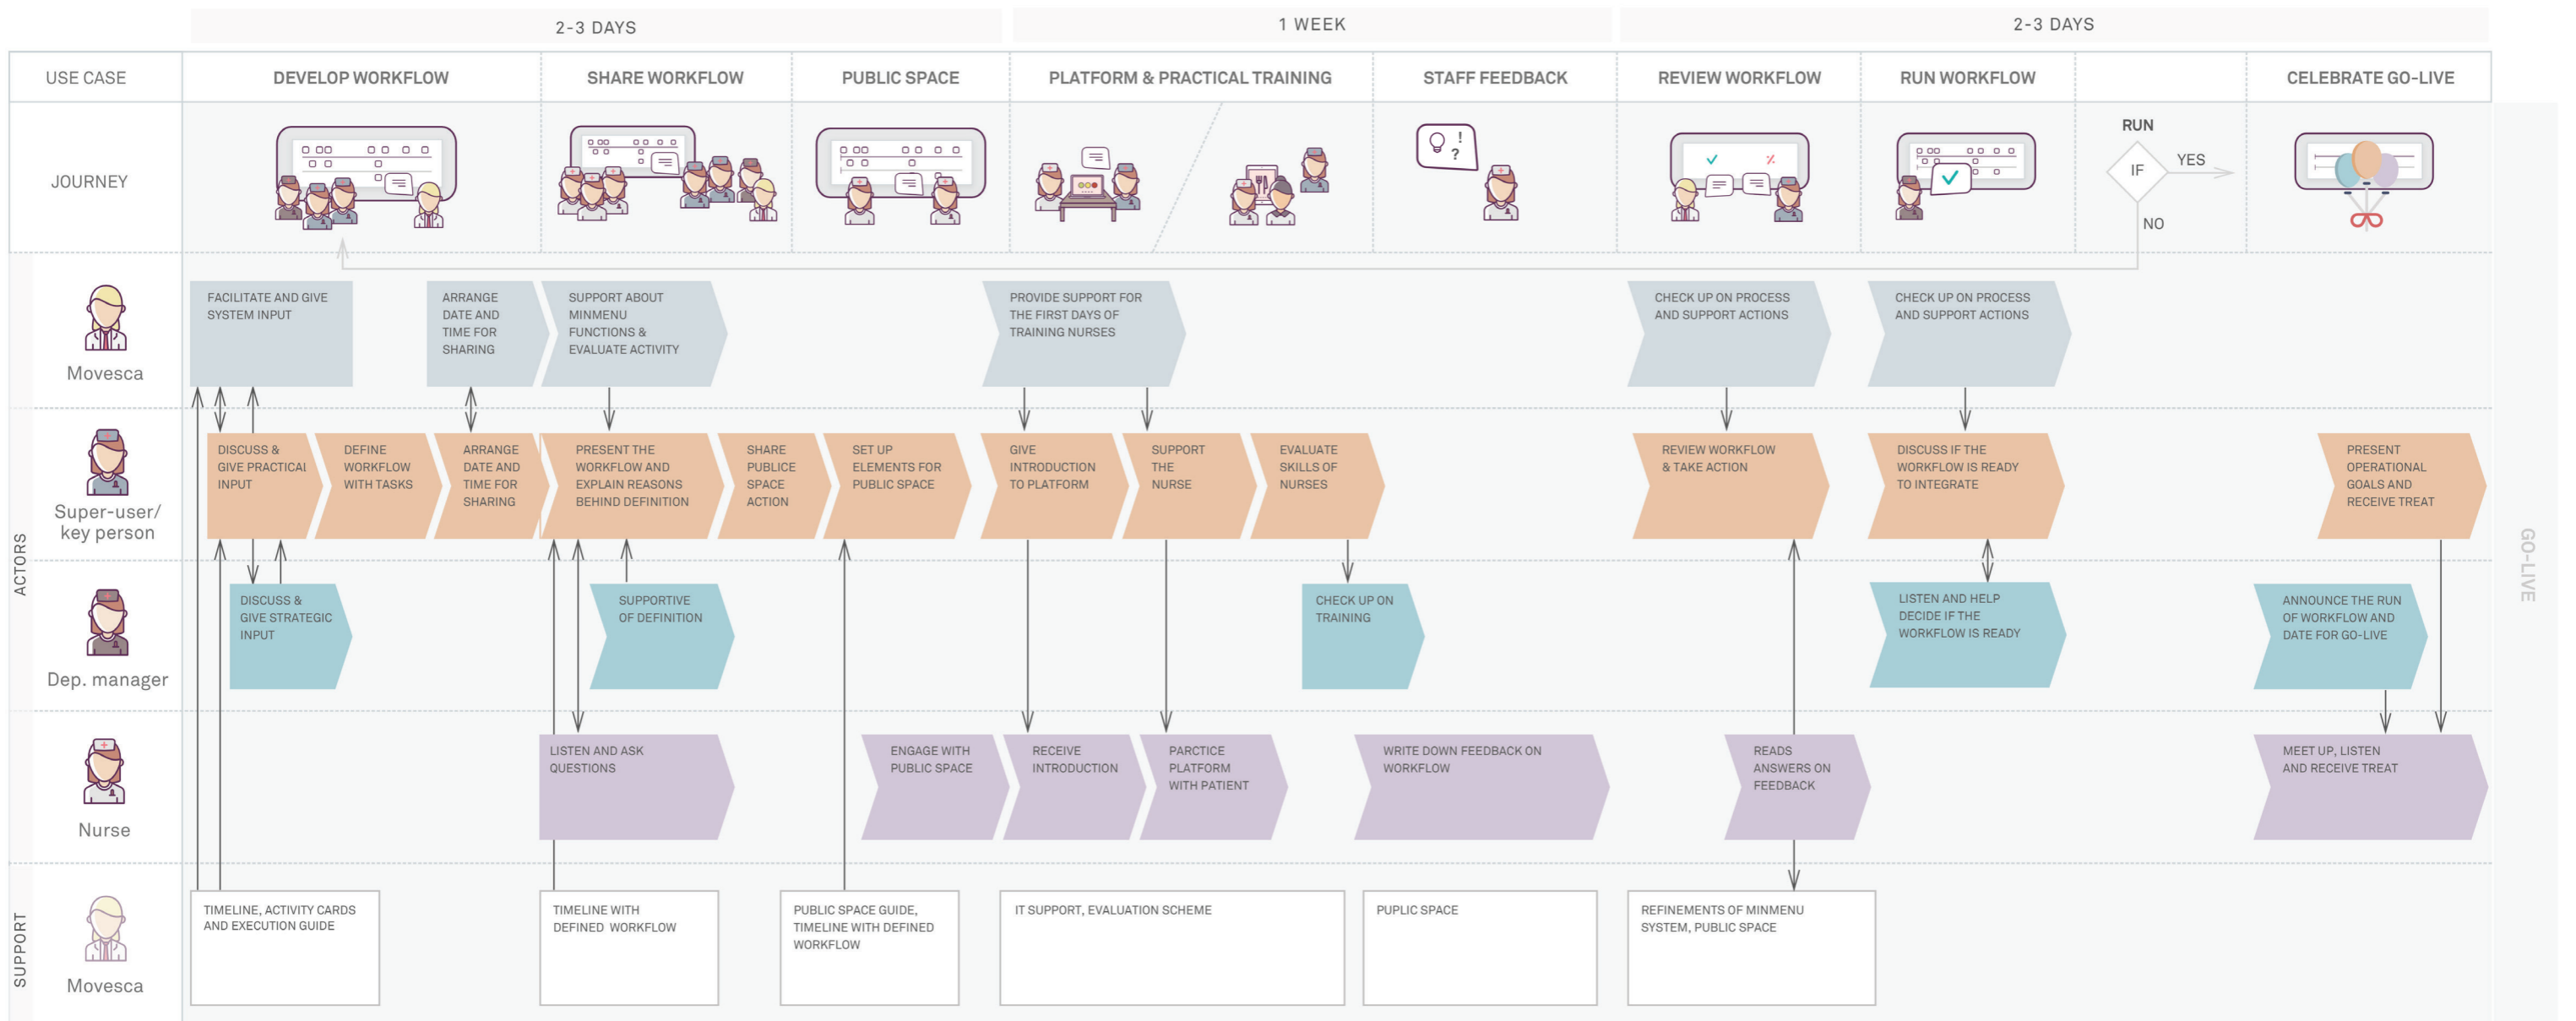 2-3 DAYS
1 WEEK
2-3 DAYS
USE CASE
DEVELOP WORKFLOW
SHARE WORKFLOW
PUBLIC SPACE
PLATFORM & PRACTICAL TRAINING
STAFF FEEDBACK
REVIEW WORKFLOW
RUN WORKFLOW
CELEBRATE GO-LIVE
JOURNEY
!
?
RUN
IF
YES
NO
GO-LIVE
ACTORS
Movesca
FACILITATE AND GIVE
SYSTEM INPUT
ARRANGE
DATE AND
TIME FOR
SHARING
SUPPORT ABOUT
MINMENU
FUNCTIONS &
EVALUATE ACTIVITY
PROVIDE SUPPORT FOR
THE FIRST DAYS OF
TRAINING NURSES
CHECK UP ON PROCESS
AND SUPPORT ACTIONS
CHECK UP ON PROCESS
AND SUPPORT ACTIONS
Super-user/
key person
DISCUSS &
GIVE PRACTICAL
INPUT
DEFINE
WORKFLOW
WITH TASKS
ARRANGE
DATE AND
TIME FOR
SHARING
PRESENT THE
WORKFLOW AND
EXPLAIN REASONS
BEHIND DEFINITION
SHARE
PUBLICE
SPACE
ACTION
SET UP
ELEMENTS FOR
PUBLIC SPACE
GIVE
INTRODUCTION
TO PLATFORM
SUPPORT
THE
NURSE
EVALUATE
SKILLS OF
NURSES
REVIEW WORKFLOW
& TAKE ACTION
DISCUSS IF THE
WORKFLOW IS READY
TO INTEGRATE
PRESENT
OPERATIONAL
GOALS AND
RECEIVE TREAT
Dep. manager
DISCUSS &
GIVE STRATEGIC
INPUT
SUPPORTIVE
OF DEFINITION
CHECK UP ON
TRAINING
LISTEN AND HELP
DECIDE IF THE
WORKFLOW IS READY
ANNOUNCE THE RUN
OF WORKFLOW AND
DATE FOR GO-LIVE
Nurse
LISTEN AND ASK
QUESTIONS
ENGAGE WITH
PUBLIC SPACE
RECEIVE
INTRODUCTION
PARCTICE
PLATFORM
WITH PATIENT
WRITE DOWN FEEDBACK ON
WORKFLOW
READS
ANSWERS ON
FEEDBACK
MEET UP, LISTEN
AND RECEIVE TREAT
SUPPORT
Movesca
TIMELINE, ACTIVITY CARDS
AND EXECUTION GUIDE
TIMELINE WITH
DEFINED WORKFLOW
PUBLIC SPACE GUIDE,
TIMELINE WITH DEFINED
WORKFLOW
IT SUPPORT, EVALUATION SCHEME
PUPLIC SPACE
REFINEMENTS OF MINMENU
SYSTEM, PUBLIC SPACE